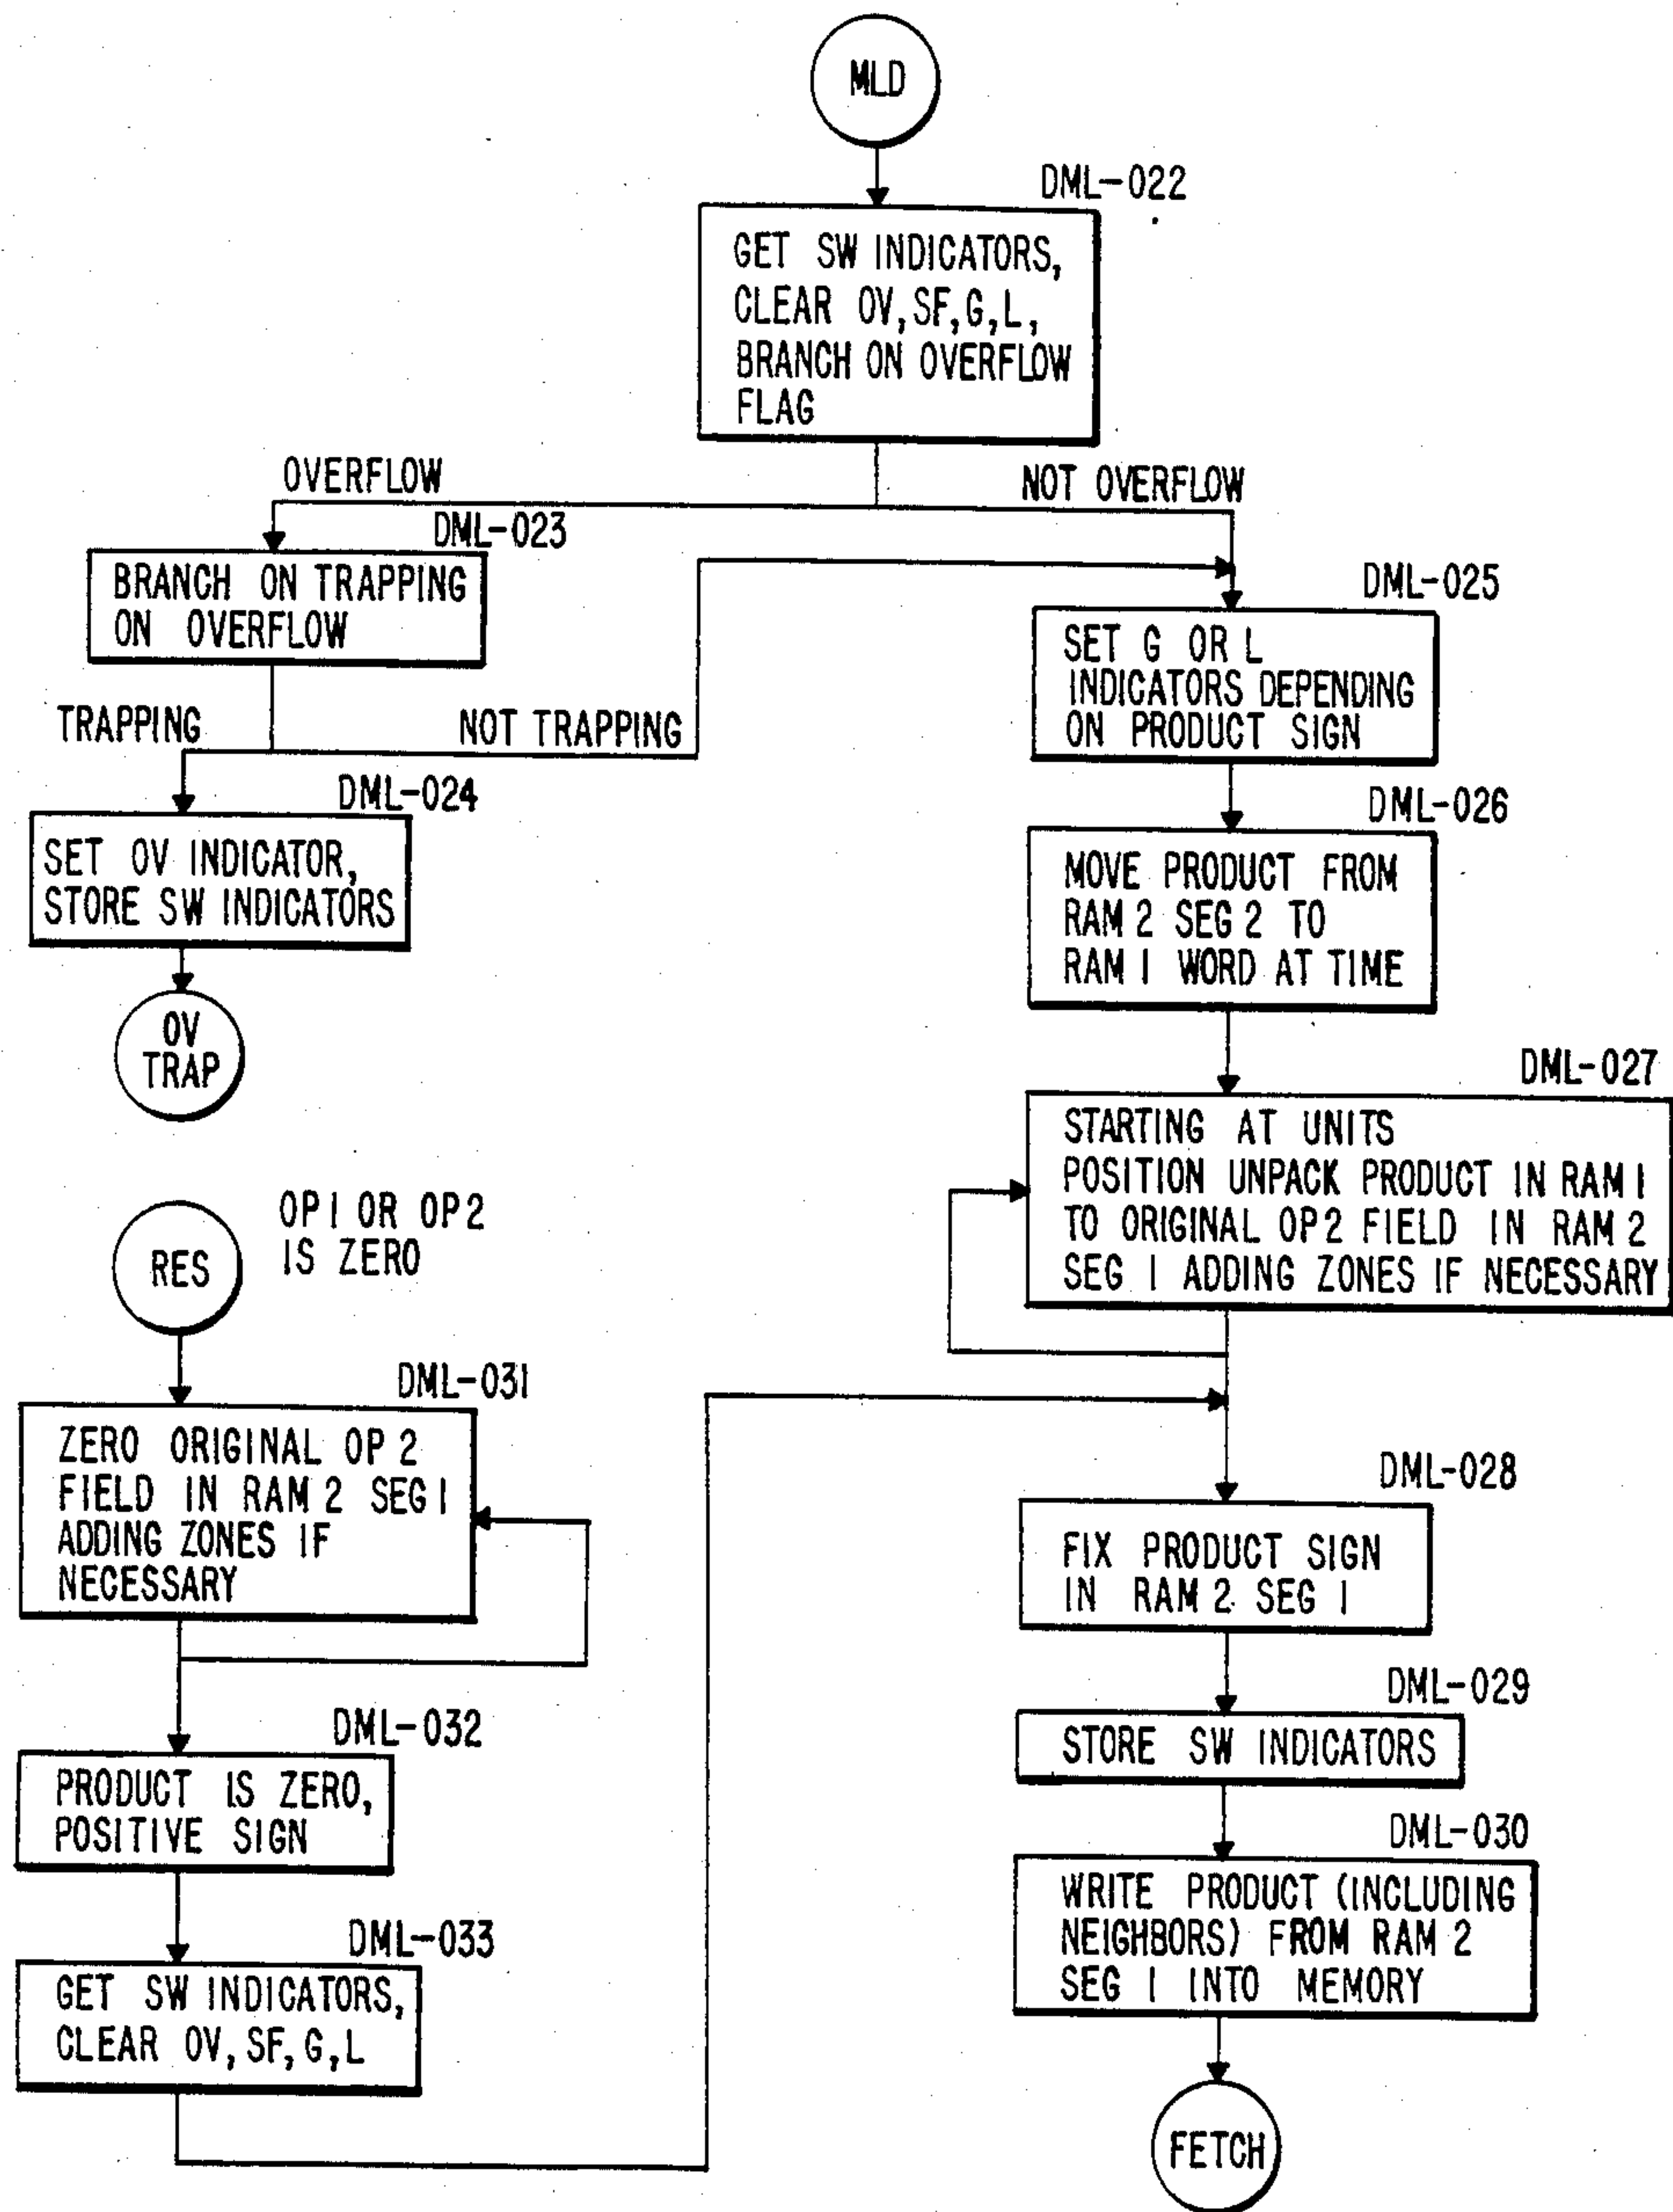 MLD
DML-022
GET SW INDICATORS,
CLEAR OV, SF, G, L,
BRANCH ON OVERFLOW
FLAG
OVERFLOW
NOT OVERFLOW
DML-023
BRANCH ON TRAPPING
ON OVERFLOW
TRAPPING
NOT TRAPPING
DML-024
SET OV INDICATOR,
STORE SW INDICATORS
OV
TRAP
DML-025
SET G OR L
INDICATORS DEPENDING
ON PRODUCT SIGN
DML-026
MOVE PRODUCT FROM
RAM 2 SEG 2 TO
RAM 1 WORD AT TIME
DML-027
STARTING AT UNITS
POSITION UNPACK PRODUCT IN RAM 1
TO ORIGINAL OP2 FIELD IN RAM 2
SEG 1 ADDING ZONES IF NECESSARY
RES
OP1 OR OP2
IS ZERO
DML-031
ZERO ORIGINAL OP 2
FIELD IN RAM 2 SEG 1
ADDING ZONES IF
NECESSARY
DML-032
PRODUCT IS ZERO,
POSITIVE SIGN
DML-033
GET SW INDICATORS,
CLEAR OV, SF, G, L
DML-028
FIX PRODUCT SIGN
IN RAM 2 SEG 1
DML-029
STORE SW INDICATORS
DML-030
WRITE PRODUCT (INCLUDING
NEIGHBORS) FROM RAM 2
SEG 1 INTO MEMORY
FETCH